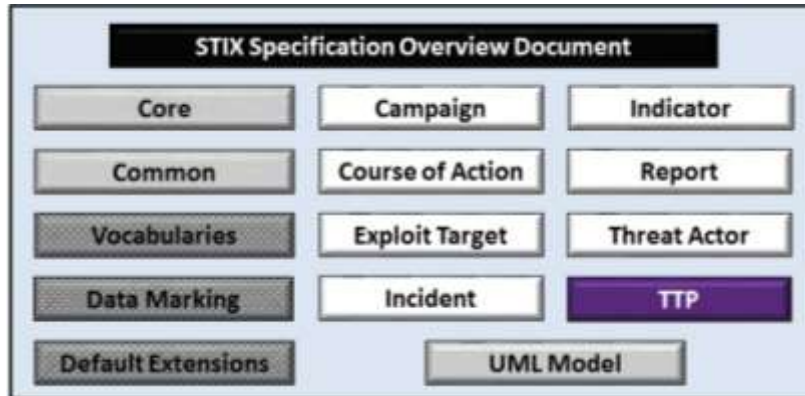 STIX Specification Overview Document
Core
Campaign
Indicator
Common
Course of Action
Report
Vocabularies
Exploit Target
Threat Actor
Data Marking
Incident
TTP
Default Extensions
UML Model